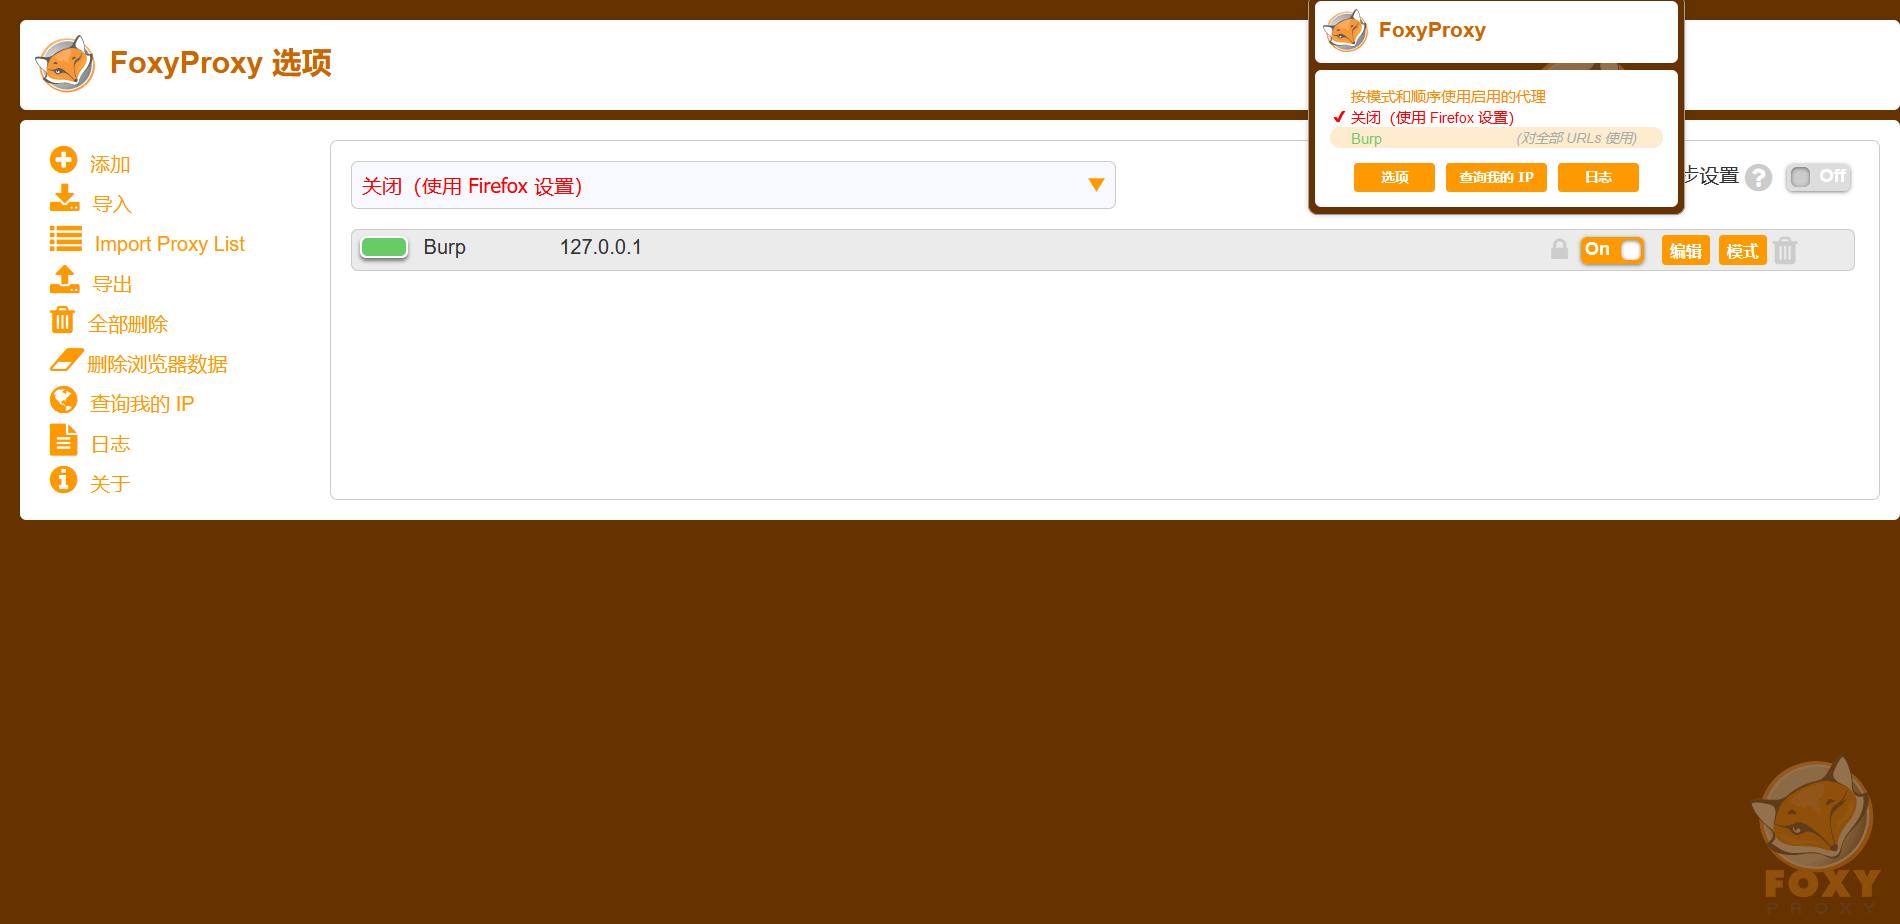 FoxyProxy 选项
FoxyProxy
按模式和顺序使用启用的代理
✔ 关闭（使用 Firefox 设置）
Burp (对全部 URLs 使用)
选项 查询我的 IP 日志
添加
导入
Import Proxy List
导出
全部删除
删除浏览器数据
查询我的 IP
日志
关于
关闭（使用 Firefox 设置）
步设置 ? Off
Burp 127.0.0.1 On 编辑 模式
FOXY
PROXY